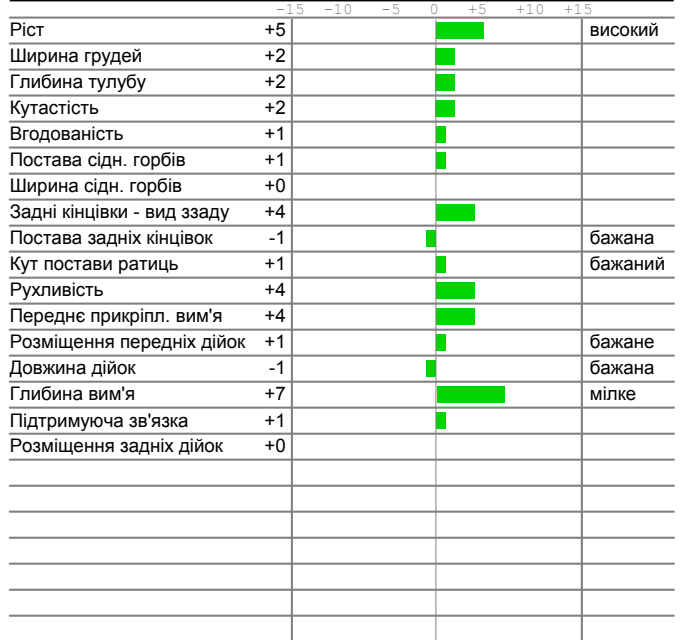 -15 -10 -5 0 +5 +10 +15
Ріст +5 високий
Ширина грудей +2
Глибина тулубу +2
Кутастість +2
Вгодованість +1
Постава сідн. горбів +1
Ширина сідн. горбів +0
Задні кінцівки - вид ззаду +4
Постава задніх кінцівок -1 бажана
Кут постави ратиць +1 бажаний
Рухливість +4
Переднє прикріпл. вим'я +4
Розміщення передніх дійок +1 бажане
Довжина дійок -1 бажана
Глибина вим'я +7 мілке
Підтримуюча зв'язка +1
Розміщення задніх дійок +0